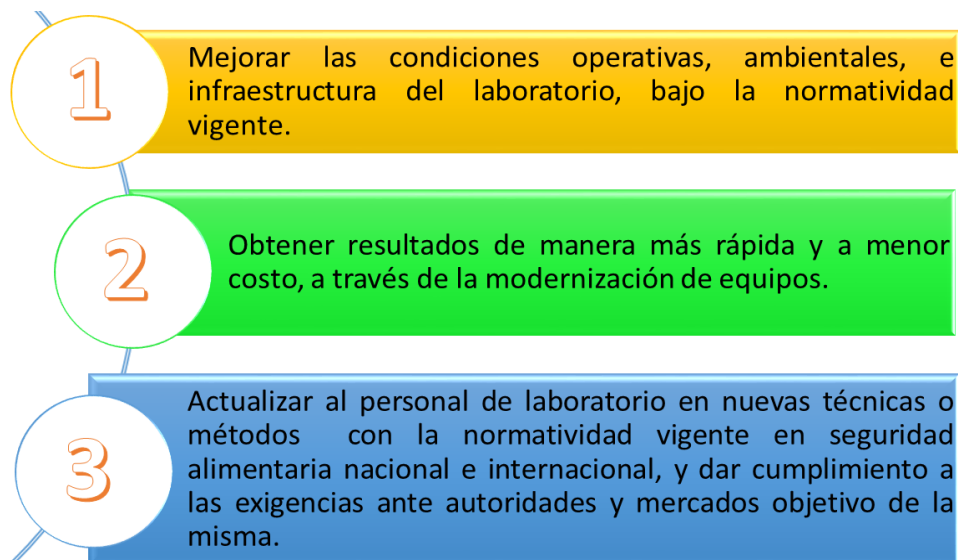 1
Mejorar las condiciones operativas, ambientales, e
infraestructura del laboratorio, bajo la normatividad
vigente.
2
Obtener resultados de manera más rápida y a menor
costo, a través de la modernización de equipos.
3
Actualizar al personal de laboratorio en nuevas técnicas o
métodos con la normatividad vigente en seguridad
alimentaria nacional e internacional, y dar cumplimiento a
las exigencias ante autoridades y mercados objetivo de la
misma.